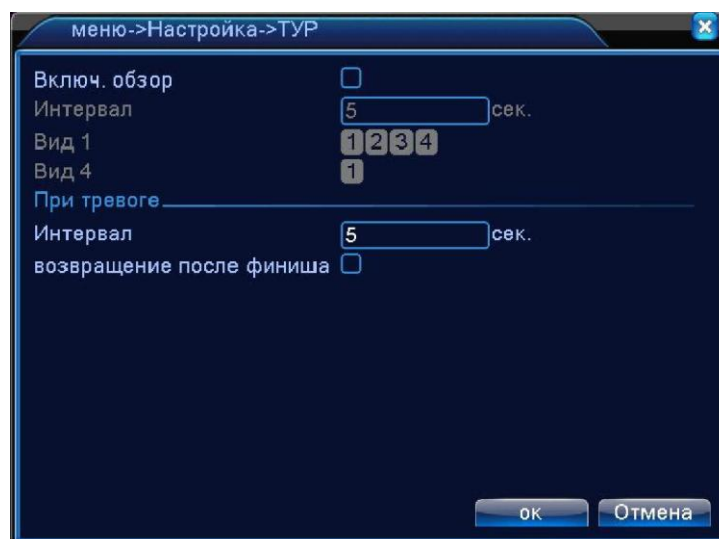 меню->Настройка->ТУР
Включ. обзор
Интервал 5 сек.
Вид 1 1 2 3 4
Вид 4 1
При тревоге
Интервал 5 сек.
возвращение после финиша
ок Отмена